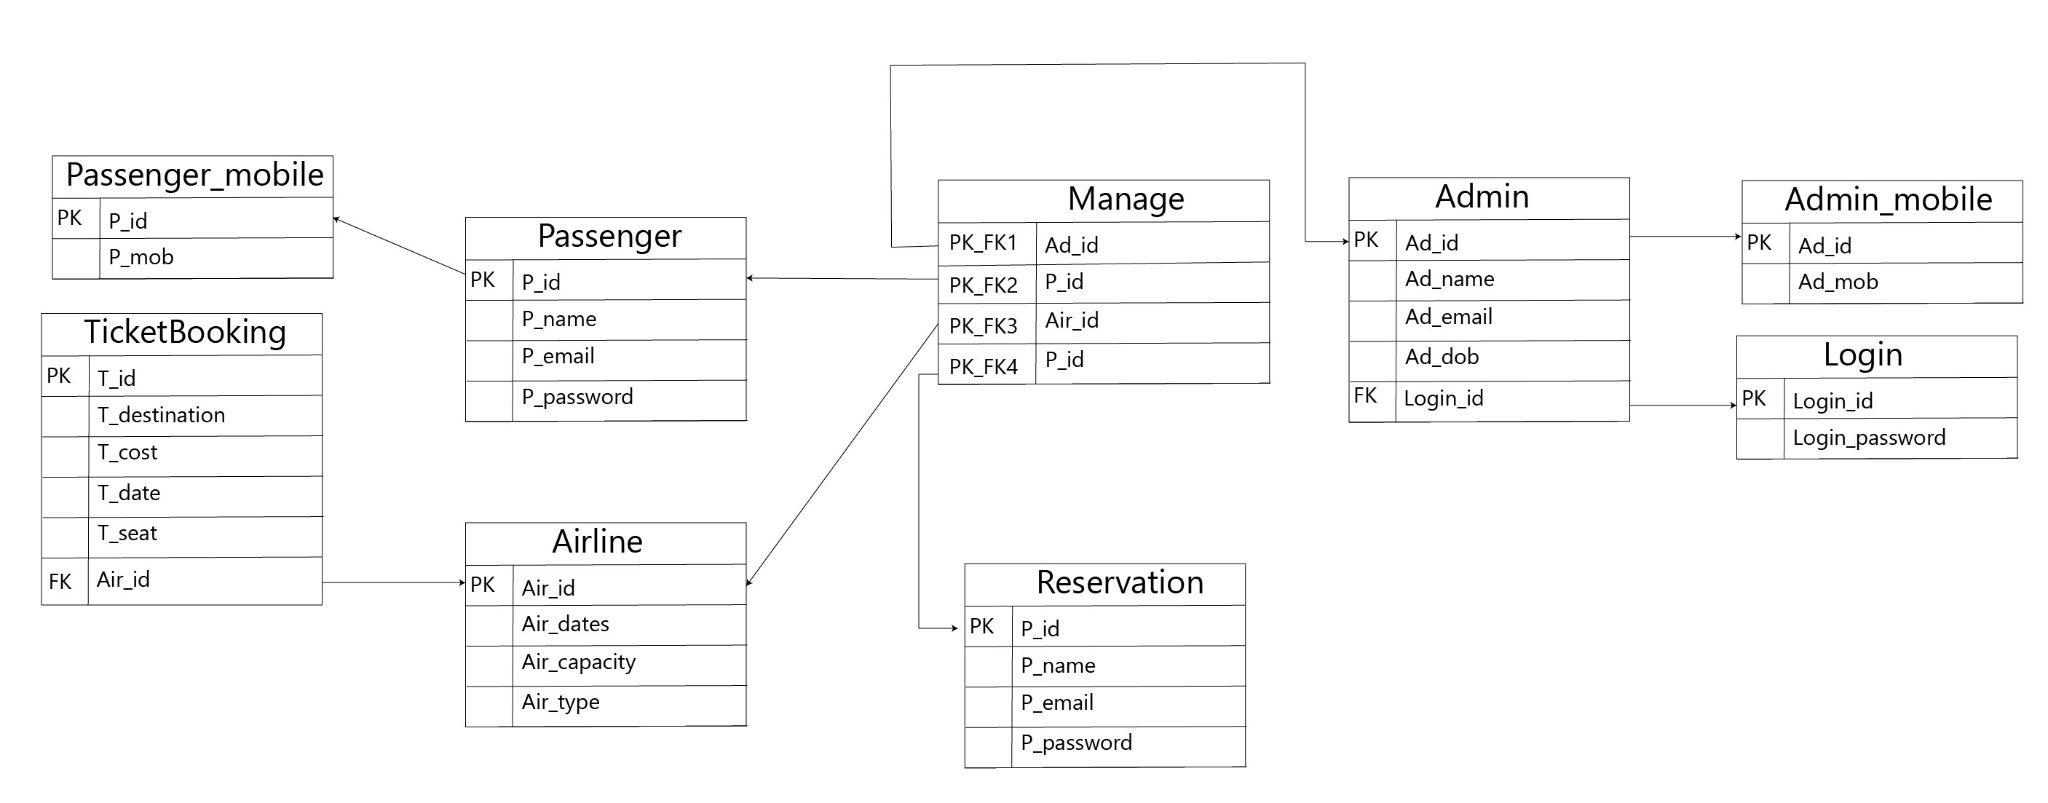 Passenger_mobile
PK P_id
P_mob
TicketBooking
PK T_id
T_destination
T_cost
T_date
T_seat
FK Air_id
Passenger
PK P_id
P_name
P_email
P_password
Airline
PK Air_id
Air_dates
Air_capacity
Air_type
Manage
PK_FK1 Ad_id
PK_FK2 P_id
PK_FK3 Air_id
PK_FK4 P_id
Reservation
PK P_id
P_name
P_email
P_password
Admin
PK Ad_id
Ad_name
Ad_email
Ad_dob
FK Login_id
Admin_mobile
PK Ad_id
Ad_mob
Login
PK Login_id
Login_password